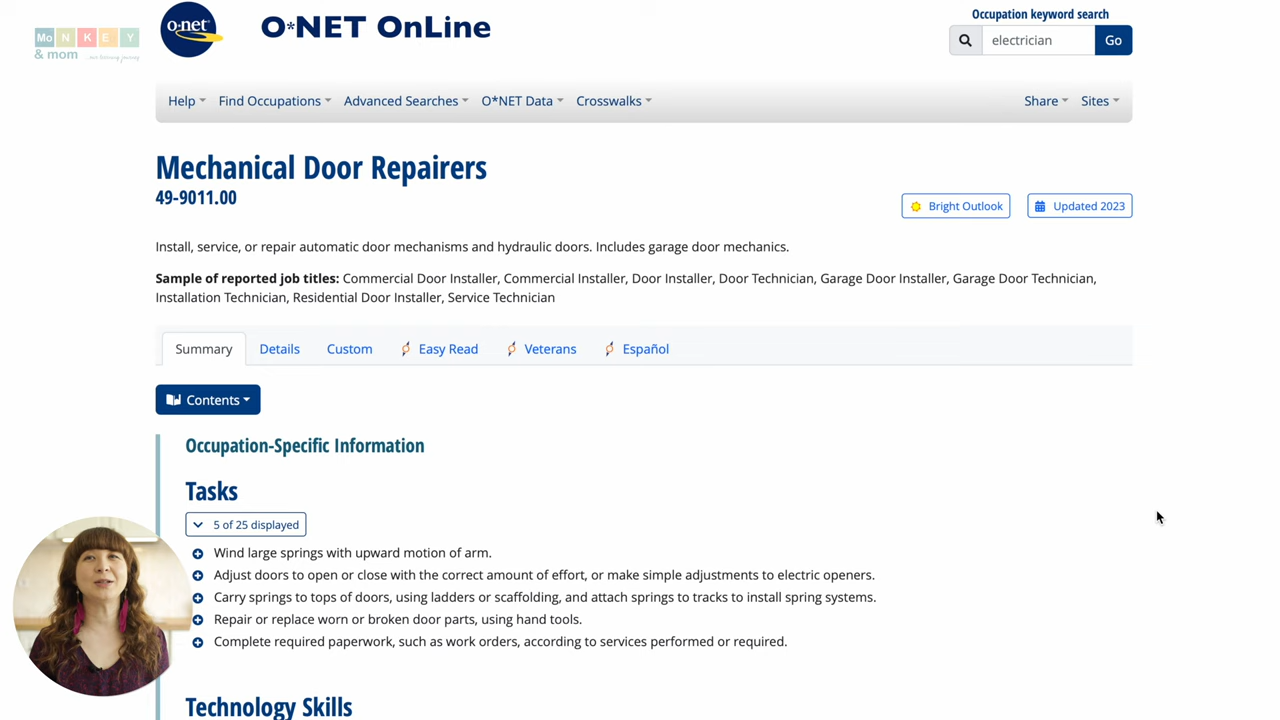 MoNKEY
& mom ...our learning journey
o·net
O*NET OnLine
Occupation keyword search
electrician
Go
Help
Find Occupations
Advanced Searches
O*NET Data
Crosswalks
Share
Sites
Mechanical Door Repairers
49-9011.00
Bright Outlook
Updated 2023
Install, service, or repair automatic door mechanisms and hydraulic doors. Includes garage door mechanics.
Sample of reported job titles: Commercial Door Installer, Commercial Installer, Door Installer, Door Technician, Garage Door Installer, Garage Door Technician,
Installation Technician, Residential Door Installer, Service Technician
Summary
Details
Custom
Easy Read
Veterans
Español
Contents
Occupation-Specific Information
Tasks
5 of 25 displayed
Wind large springs with upward motion of arm.
Adjust doors to open or close with the correct amount of effort, or make simple adjustments to electric openers.
Carry springs to tops of doors, using ladders or scaffolding, and attach springs to tracks to install spring systems.
Repair or replace worn or broken door parts, using hand tools.
Complete required paperwork, such as work orders, according to services performed or required.
Technology Skills